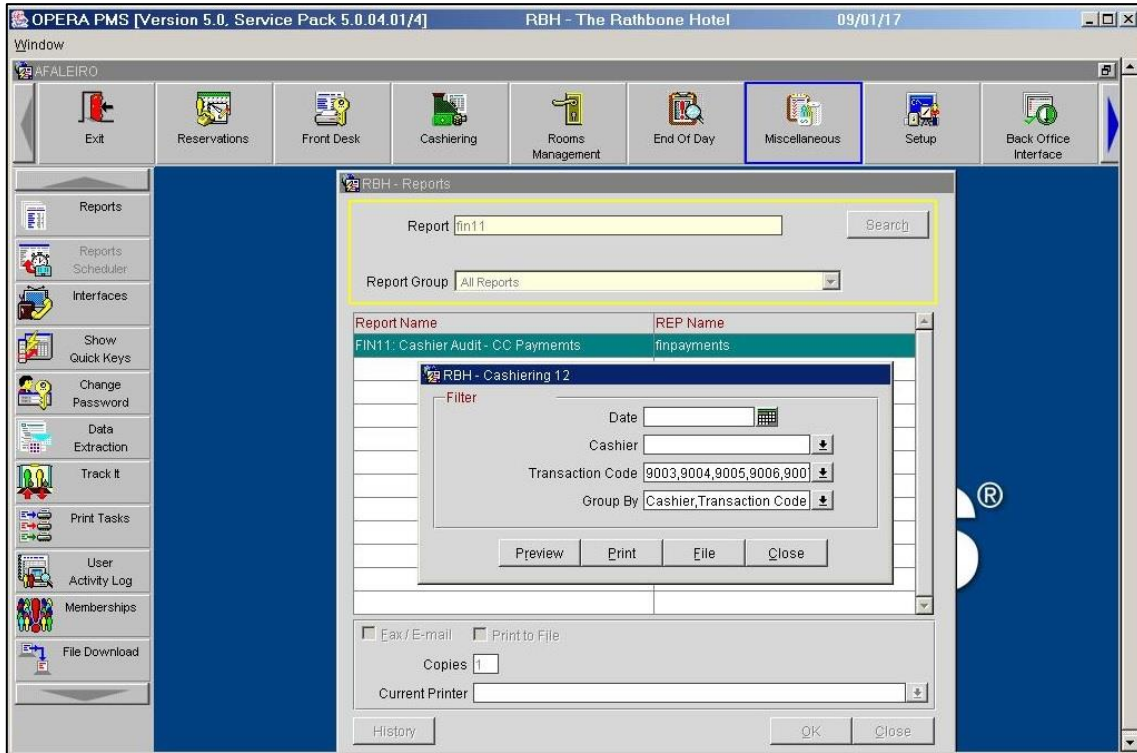 OPERA PMS [Version 5.0, Service Pack 5.0.04.01/4] RBH - The Rathbone Hotel 09/01/17
Window
AFALEIRO
Exit
Reservations
Front Desk
Cashiering
Rooms
Management
End Of Day
Miscellaneous
Setup
Back Office
Interface
Reports
Reports
Scheduler
Interfaces
Show
Quick Keys
Change
Password
Data
Extraction
Track It
Print Tasks
User
Activity Log
Memberships
File Download
RBH - Reports
Report fin11 Search
Report Group All Reports
Report Name REP Name
FIN11: Cashier Audit - CC Paymemts finpayments
RBH - Cashiering 12
Filter
Date
Cashier
Transaction Code 9003,9004,9005,9006,9007
Group By Cashier,Transaction Code
Preview Print File Close
S®
Fax / E-mail Print to File
Copies 1
Current Printer
History OK Close